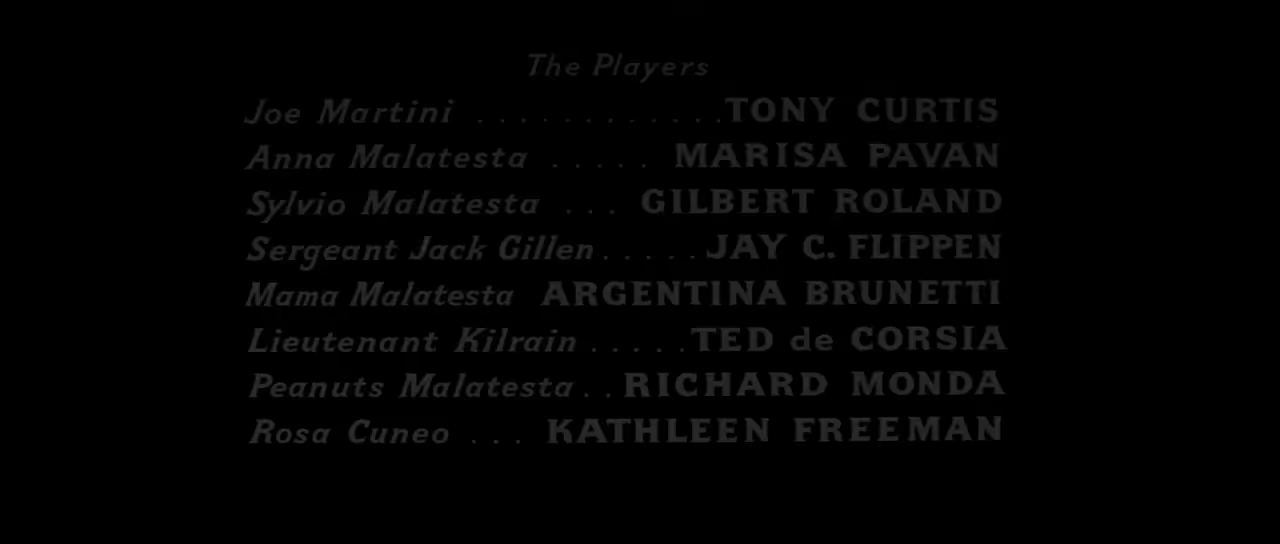 The Players
Joe Martini . . . . . . . . . . . . TONY CURTIS
Anna Malatesta . . . . . MARISA PAVAN
Sylvio Malatesta . . . GILBERT ROLAND
Sergeant Jack Gillen . . . . . JAY C. FLIPPEN
Mama Malatesta ARGENTINA BRUNETTI
Lieutenant Kilrain . . . . . TED de CORSIA
Peanuts Malatesta . . RICHARD MONDA
Rosa Cuneo . . . KATHLEEN FREEMAN